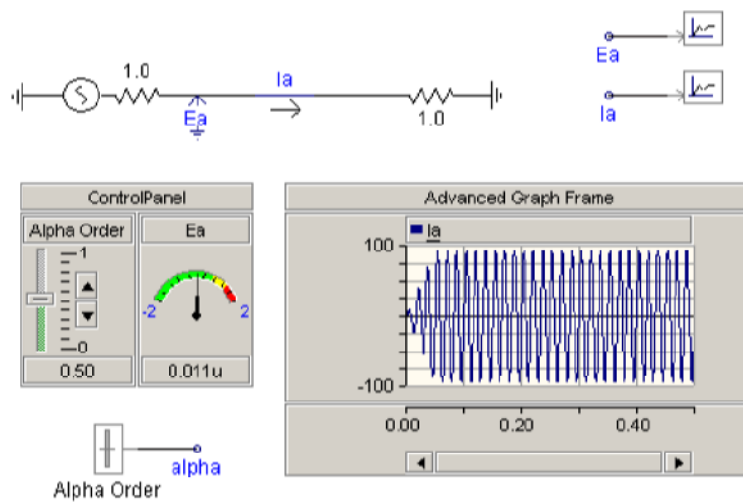 1.0
Ia
Ea
1.0
Ea
Ia
ControlPanel
Alpha Order
Ea
1
0
-2
2
0.50
0.011u
Advanced Graph Frame
Ia
100
-100
0.00
0.20
0.40
alpha
Alpha Order